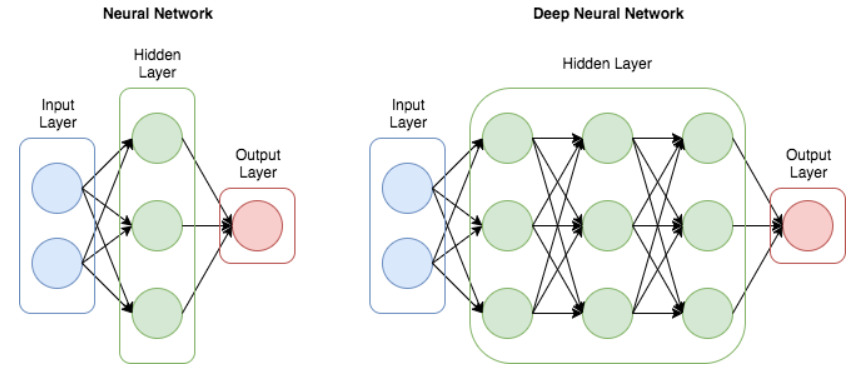 Neural Network
Hidden
Layer
Input
Layer
Output
Layer
Deep Neural Network
Hidden Layer
Input
Layer
Output
Layer